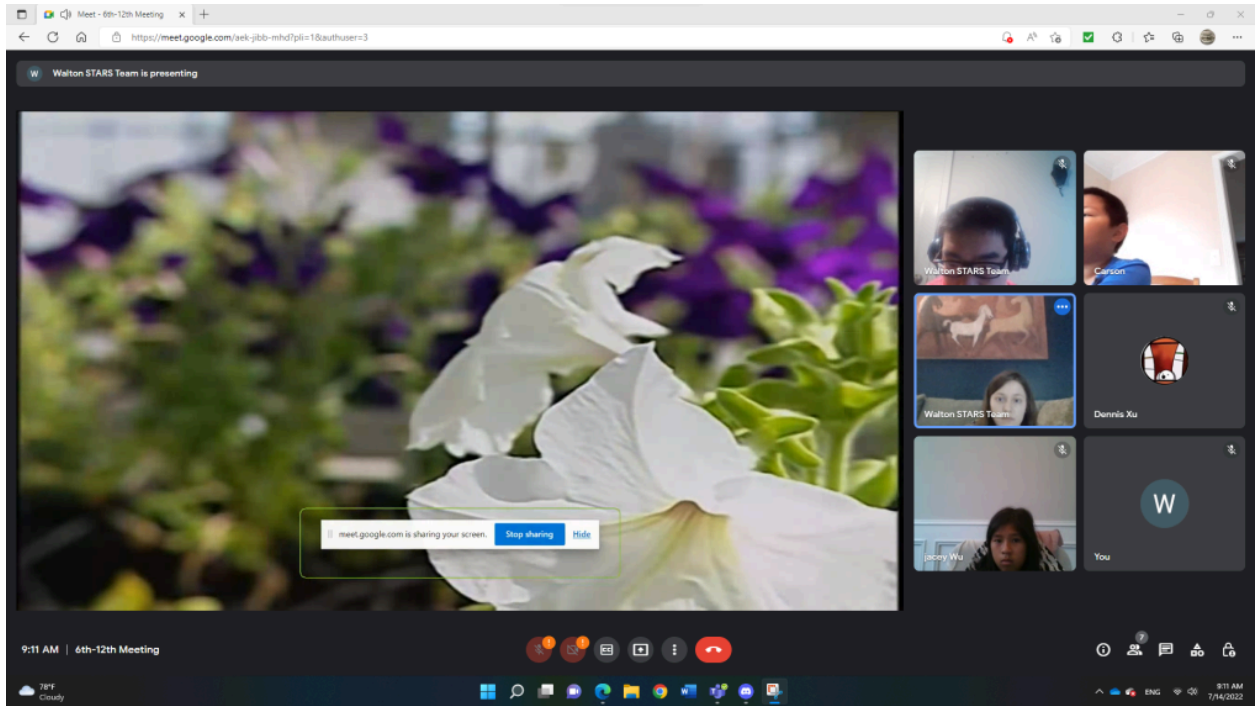 Meet - 6th-12th Meeting
https://meet.google.com/aek-jibb-mhd?pli=1&authuser=3
W Walton STARS Team is presenting
Walton STARS Team
Carson
Walton STARS Team
Dennis Xu
jacey Wu
W
You
meet.google.com is sharing your screen. Stop sharing Hide
9:11 AM | 6th-12th Meeting
7
78°F
Cloudy
ENG
9:11 AM
7/14/2022